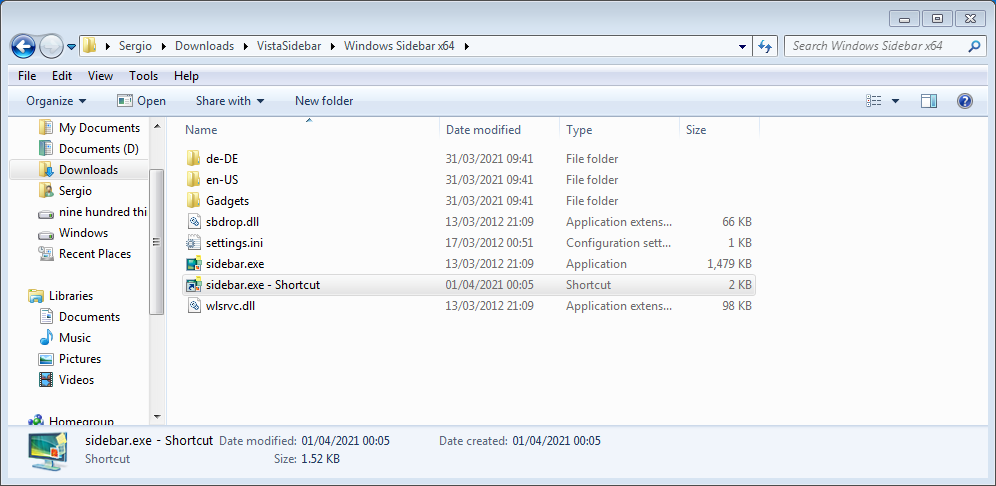 Sergio Downloads VistaSidebar Windows Sidebar x64 Search Windows Sidebar x64
File Edit View Tools Help
Organize Open Share with New folder
My Documents
Documents (D)
Downloads
Sergio
nine hundred thi
Windows
Recent Places
Libraries
Documents
Music
Pictures
Videos
Homegroup
Name Date modified Type Size
de-DE 31/03/2021 09:41 File folder
en-US 31/03/2021 09:41 File folder
Gadgets 31/03/2021 09:41 File folder
sbdrop.dll 13/03/2012 21:09 Application extens... 66 KB
settings.ini 17/03/2012 00:51 Configuration sett... 1 KB
sidebar.exe 13/03/2012 21:09 Application 1,479 KB
sidebar.exe - Shortcut 01/04/2021 00:05 Shortcut 2 KB
wlsrvc.dll 13/03/2012 21:09 Application extens... 98 KB
sidebar.exe - Shortcut Date modified: 01/04/2021 00:05 Date created: 01/04/2021 00:05
Shortcut Size: 1.52 KB